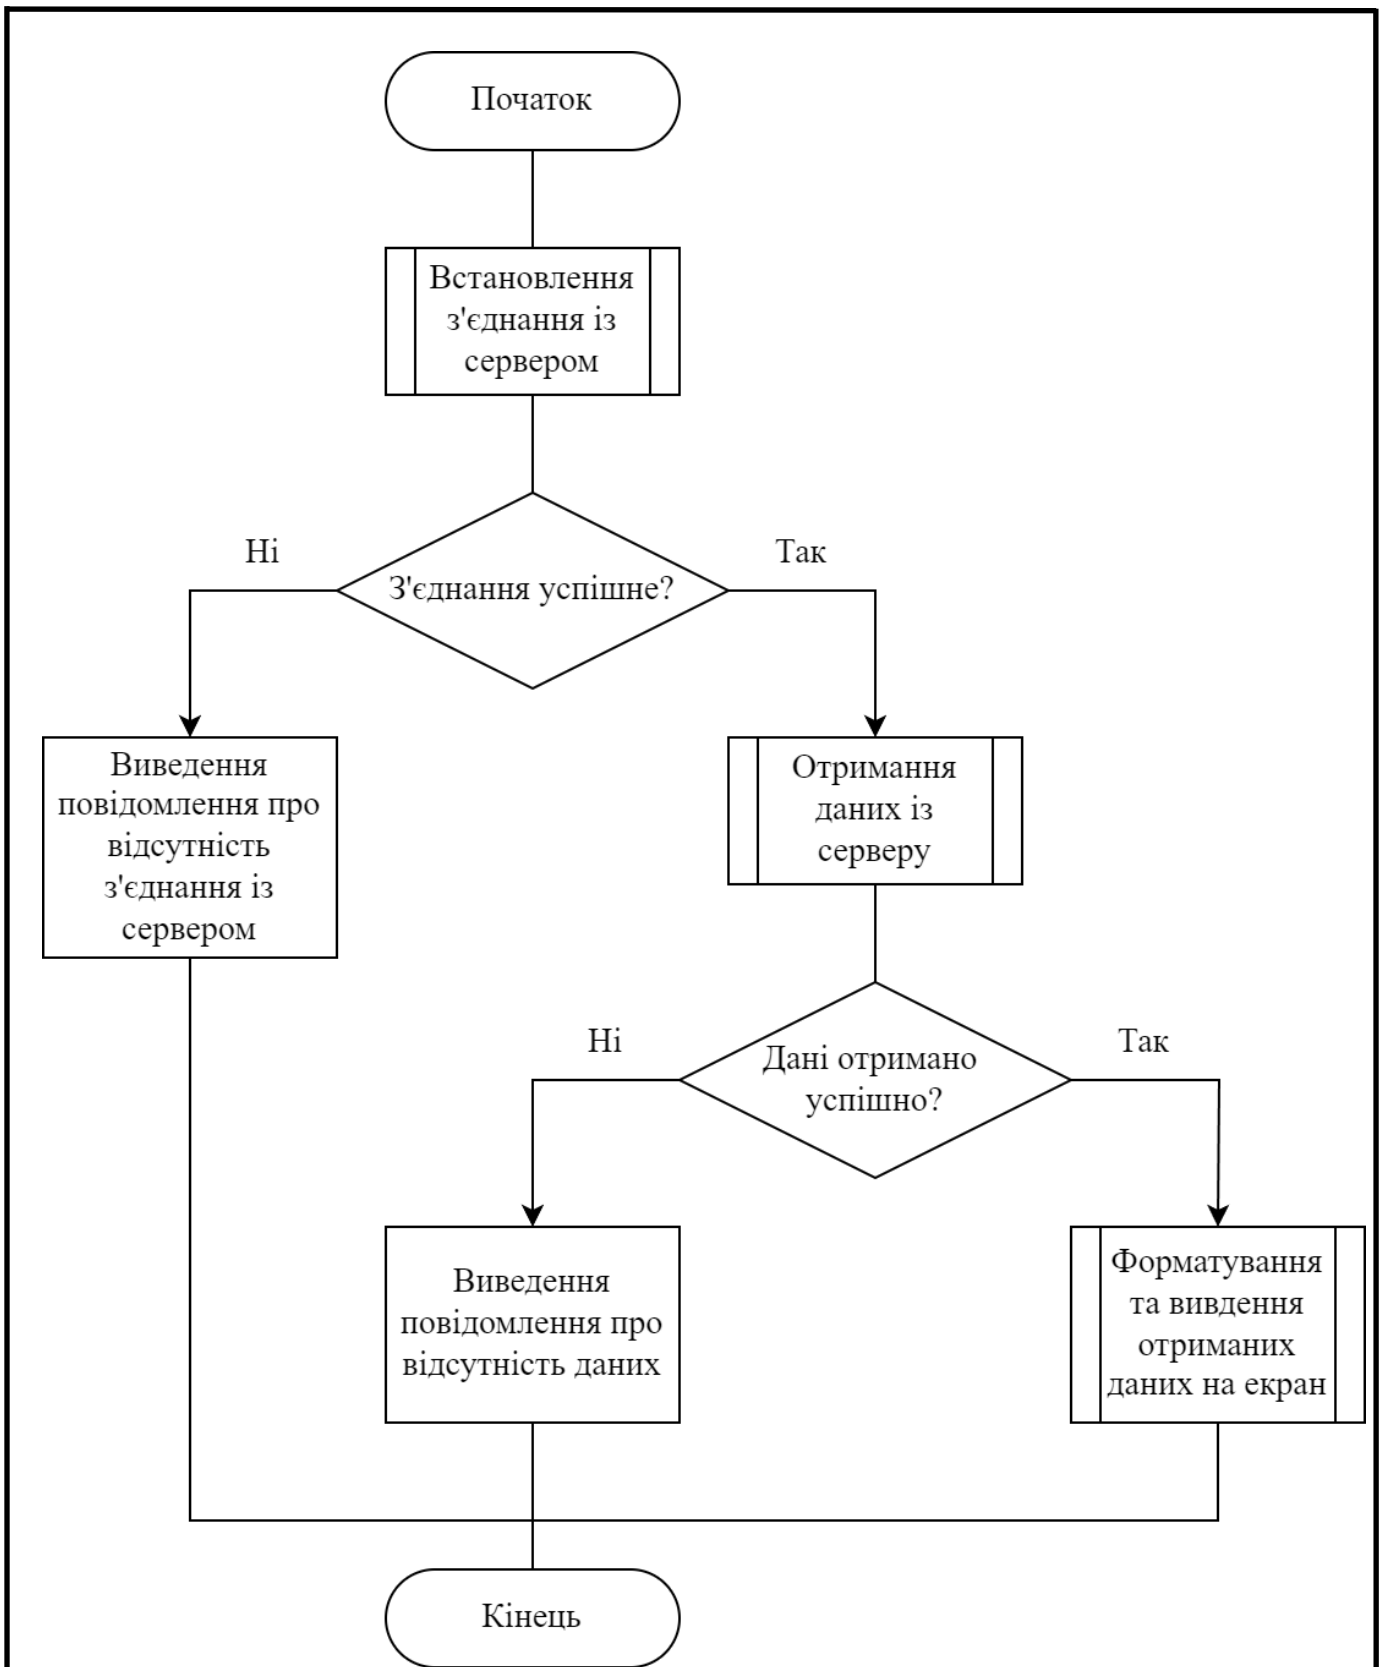 Початок
Встановлення
з'єднання із
сервером
Ні
Так
З'єднання успішне?
Виведення
повідомлення про
відсутність
з'єднання із
сервером
Отримання
даних із
серверу
Ні
Так
Дані отримано
успішно?
Виведення
повідомлення про
відсутність даних
Форматування
та вивдення
отриманих
даних на екран
Кінець